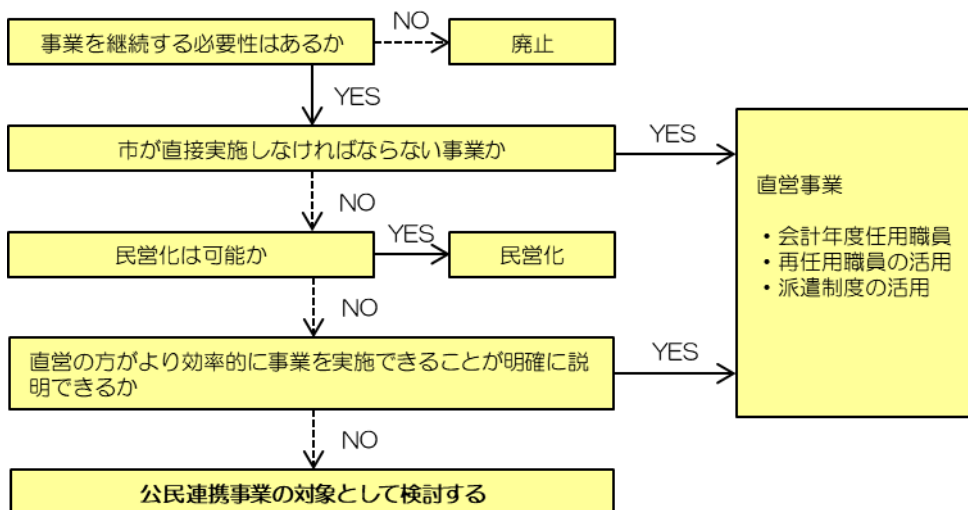 事業を継続する必要性はあるか
NO
廃止
YES
市が直接実施しなければならない事業か
YES
NO
民営化は可能か
YES
民営化
NO
直営の方がより効率的に事業を実施できることが明確に説
明できるか
YES
NO
公民連携事業の対象として検討する
直営事業
・会計年度任用職員
・再任用職員の活用
・派遣制度の活用